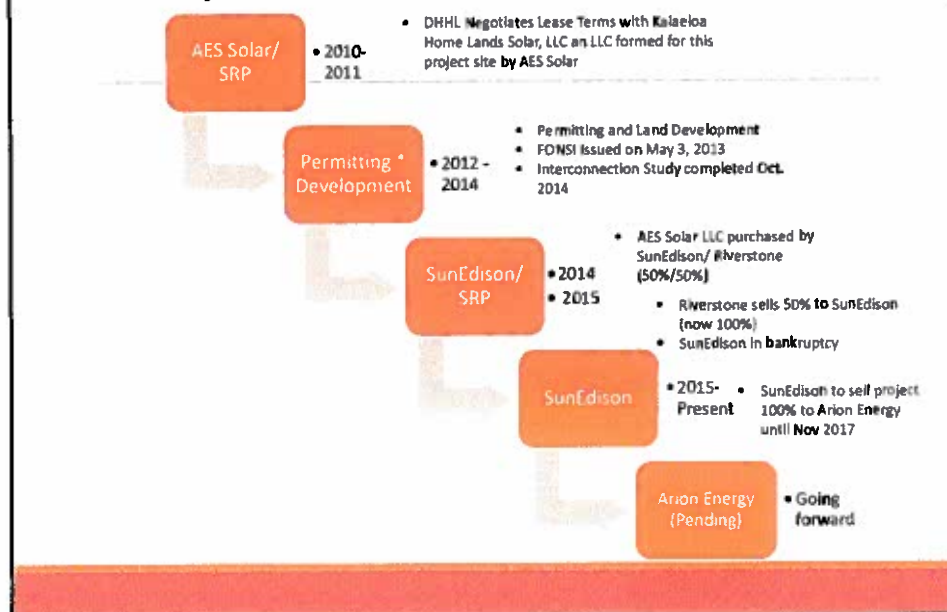 AES Solar/
SRP
• 2010-
2011
• DHHL Negotiates Lease Terms with Kalaeloa
Home Lands Solar, LLC an LLC formed for this
project site by AES Solar
Permitting *
Development
• 2012 -
2014
• Permitting and Land Development
• FONSI Issued on May 3, 2013
• Interconnection Study completed Oct.
2014
SunEdison/
SRP
• 2014
• 2015
• AES Solar LLC purchased by
SunEdison/ Riverstone
(50%/50%)
• Riverstone sells 50% to SunEdison
(now 100%)
• SunEdison in bankruptcy
SunEdison
• 2015-
Present
• SunEdison to sell project
100% to Arion Energy
until Nov 2017
Arion Energy
(Pending)
• Going
forward